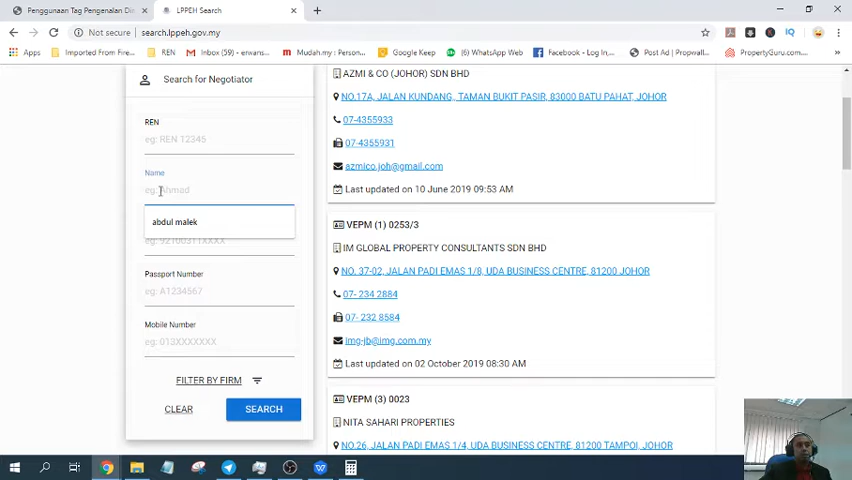 Penggunaan Tag Pengenalan Di
LPPEH Search
Not secure
search.lppeh.gov.my
Apps
Imported From Fire
REN
Inbox (6) - erwans
Mudah.my : Person
Google Keep
(6) WhatsApp Web
Facebook - Log In,
Post Ad | Propwall
PropertyGuru.com
Search for Negotiator
REN
eg: REN 12345
Name
eg: Ahmad
abdul malek
eg: 92100311XXXX
Passport Number
eg: A1234567
Mobile Number
eg: 013XXXXXXX
FILTER BY FIRM
CLEAR
SEARCH
AZMI & CO (JOHOR) SDN BHD
NO.17A, JALAN KUNDANG, TAMAN BUKIT PASIR, 83000 BATU PAHAT, JOHOR
07-4355933
07-4355931
azmico.joh@gmail.com
Last updated on 10 June 2019 09:53 AM
VEPM (1) 0253/3
IM GLOBAL PROPERTY CONSULTANTS SDN BHD
NO. 37-02, JALAN PADI EMAS 1/8, UDA BUSINESS CENTRE, 81200 JOHOR
07- 234 2884
07- 232 8584
img-jb@img.com.my
Last updated on 02 October 2019 08:30 AM
VEPM (3) 0023
NITA SAHARI PROPERTIES
NO.26, JALAN PADI EMAS 1/4, UDA BUSINESS CENTRE, 81200 TAMPOI, JOHOR